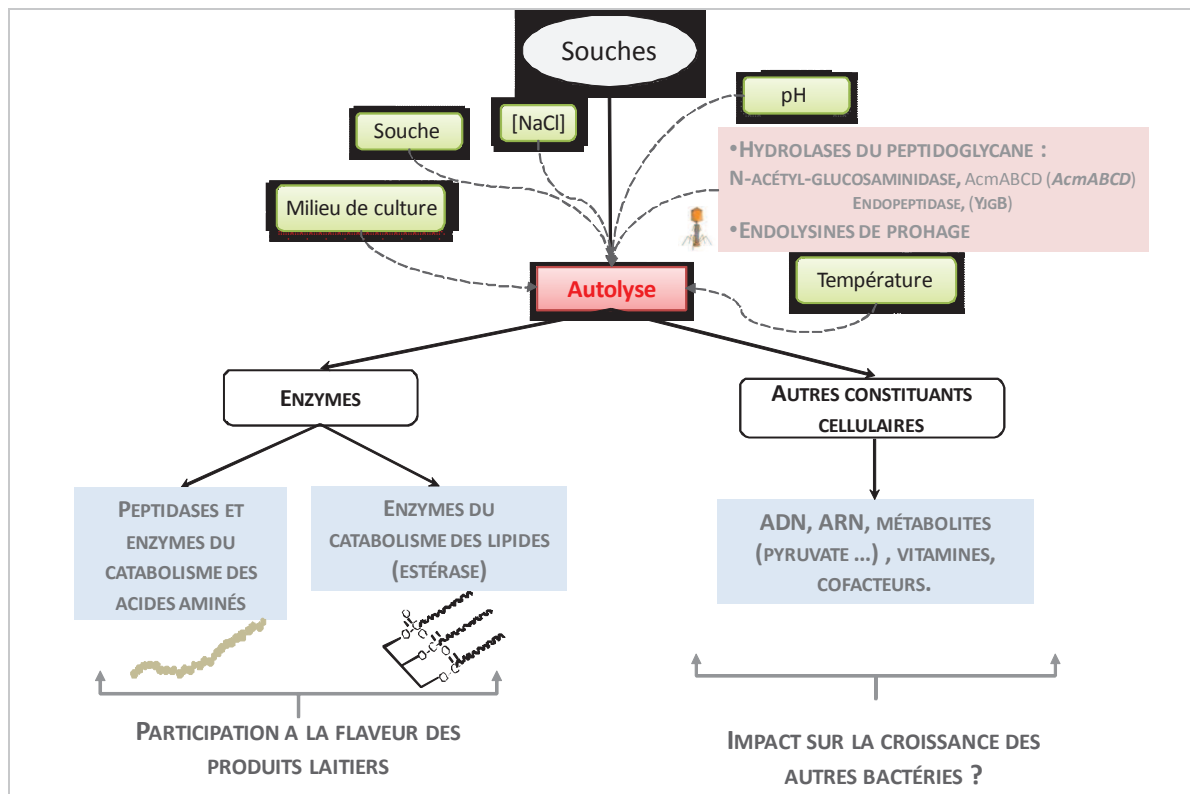 Souches
pH
[NaCl]
Souche
•HYDROLASES DU PEPTIDOGLYCANE :
N-ACÉTYL-GLUCOSAMINIDASE, AcmABCD (AcmABCD)
ENDOPEPTIDASE, (YJGB)
•ENDOLYSINES DE PROHAGE
Milieu de culture
Température
Autolyse
ENZYMES
AUTRES CONSTITUANTS
CELLULAIRES
PEPTIDASES ET
ENZYMES DU
CATABOLISME DES
ACIDES AMINÉS
ENZYMES DU
CATABOLISME DES LIPIDES
(ESTÉRASE)
ADN, ARN, MÉTABOLITES
(PYRUVATE ...) , VITAMINES,
COFACTEURS.
PARTICIPATION A LA FLAVEUR DES
PRODUITS LAITIERS
IMPACT SUR LA CROISSANCE DES
AUTRES BACTÉRIES ?